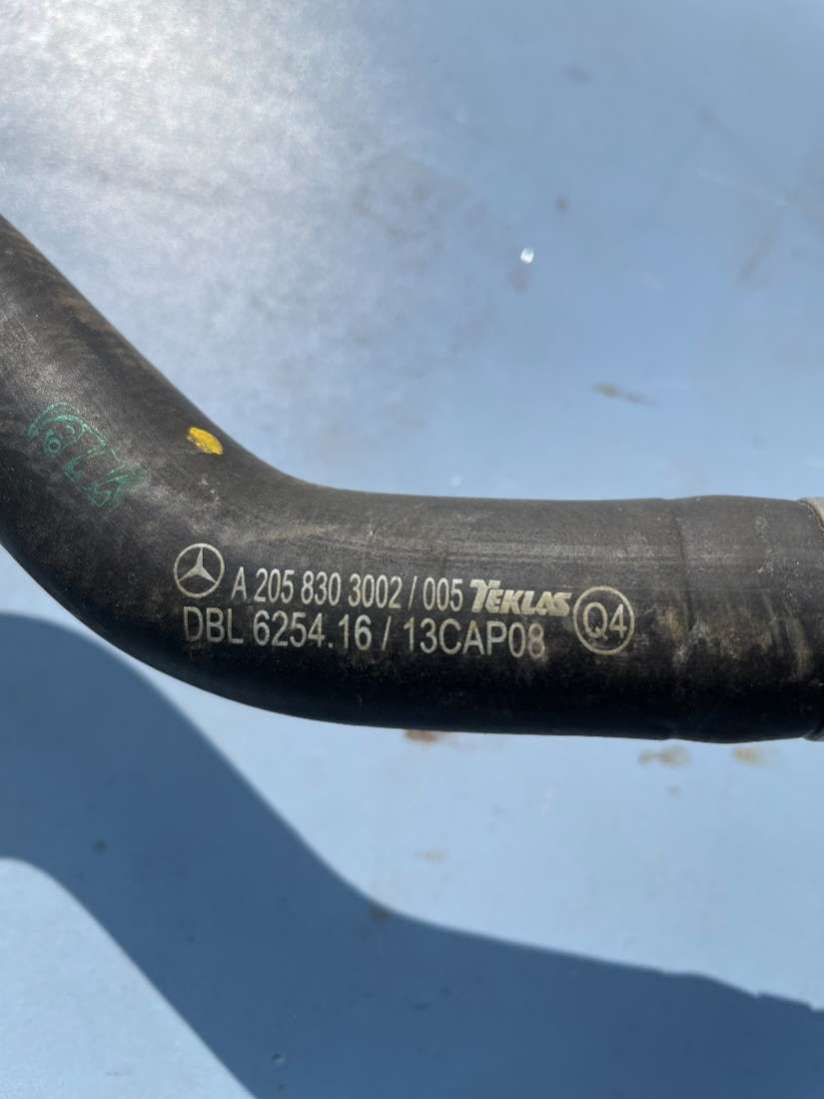 A 205 830 3002 / 005 TEKLAS Q4
DBL 6254.16 / 13CAP08